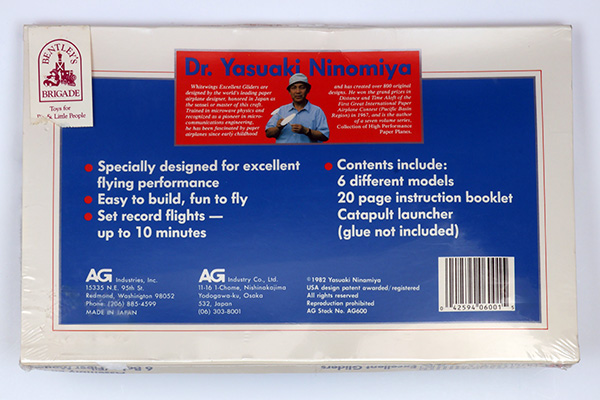 BENTLEY'S
BRIGADE
Toys for
Little People
Dr. Yasuaki Ninomiya
Whitewings Excellent Gliders are
designed by the world's leading paper
airplane designer, honored in Japan as
the sensei or master of this craft.
Trained in microwave physics and
recognized as a pioneer in micro-
communications engineering,
he has been fascinated by paper
airplanes since early childhood
and has created over 800 original
designs. He won the grand prizes in
Distance and Time Aloft of the
First Great International Paper
Airplane Contest (Pacific Basin
Region) in 1967, and is the author
of a seven volume series,
Collection of High Performance
Paper Planes.
• Specially designed for excellent
flying performance
• Easy to build, fun to fly
• Set record flights —
up to 10 minutes
• Contents include:
6 different models
20 page instruction booklet
Catapult launcher
(glue not included)
AG Industries, Inc.
15335 N.E. 95th St.
Redmond, Washington 98052
Phone: (206) 885-4599
MADE IN JAPAN
AG Industry Co., Ltd.
11-16 1-Chome, Nishinakajima
Yodogawa-ku, Osaka
532, Japan
(06) 303-8001
©1982 Yasuaki Ninomiya
USA design patent awarded/registered
All rights reserved
Reproduction prohibited
AG Stock No. AG600
0 42594 06001 5
Excellent Gliders